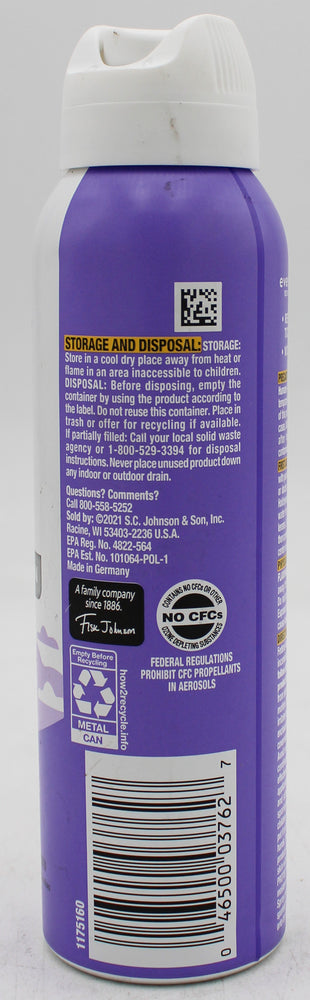 STORAGE AND DISPOSAL: STORAGE:
Store in a cool dry place away from heat or
flame in an area inaccessible to children.
DISPOSAL: Before disposing, empty the
container by using the product according to
the label. Do not reuse this container. Place in
trash or offer for recycling if available.
If partially filled: Call your local solid waste
agency or 1-800-529-3394 for disposal
instructions. Never place unused product down
any indoor or outdoor drain.
Questions? Comments?
Call 800-558-5252
Sold by: ©2021 S.C. Johnson & Son, Inc.
Racine, WI 53403-2236 U.S.A.
EPA Reg. No. 4822-564
EPA Est. No. 101064-POL-1
Made in Germany
A family company
since 1886.
Fisk Johnson
CONTAINS NO CFCs OR OTHER
NO CFCs
OZONE DEPLETING SUBSTANCES
FEDERAL REGULATIONS
PROHIBIT CFC PROPELLANTS
IN AEROSOLS
Empty Before
Recycling
METAL
CAN
how2recycle.info
1175160
0 46500 03762 7